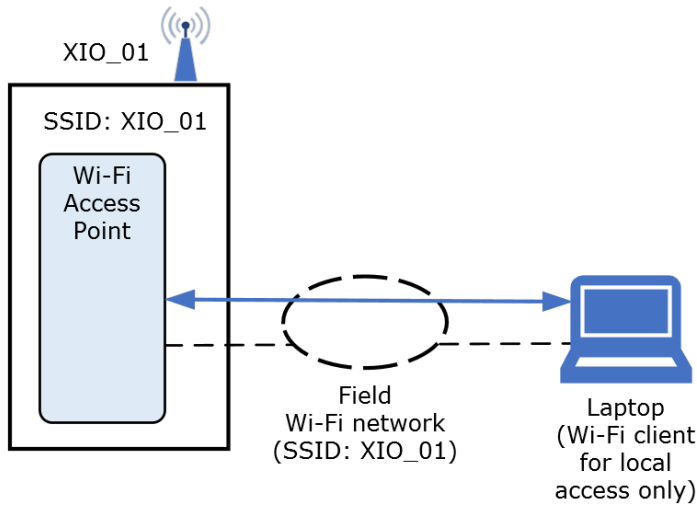 XIO_01
SSID: XIO_01
Wi-Fi
Access
Point
Field
Wi-Fi network
(SSID: XIO_01)
Laptop
(Wi-Fi client
for local
access only)